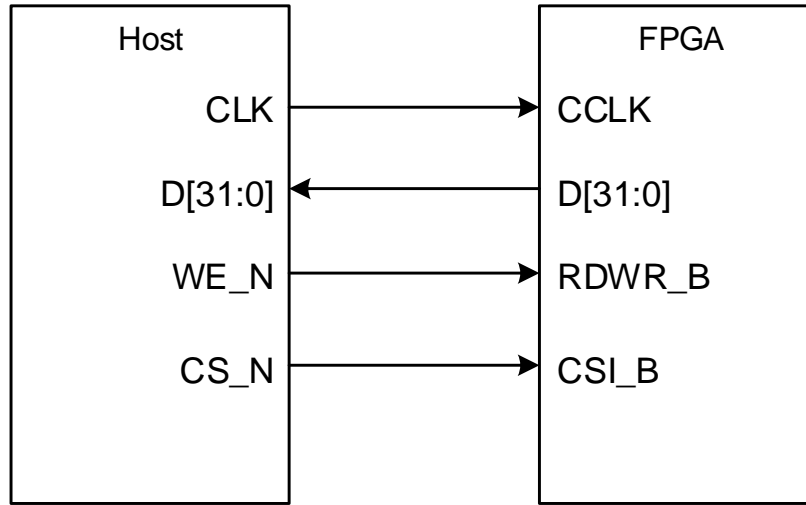 Host
FPGA
CLK
CCLK
D[31:0]
D[31:0]
WE_N
RDWR_B
CS_N
CSI_B